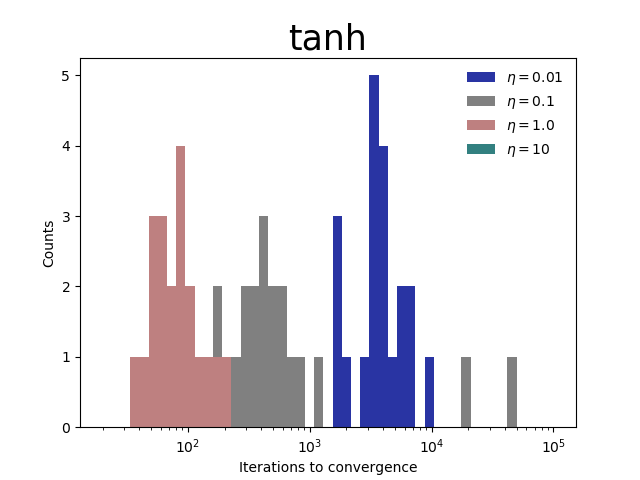 tanh
η = 0.01
η = 0.1
η = 1.0
η = 10
Counts
5
4
3
2
1
0
10² 10³ 10⁴ 10⁵
Iterations to convergence